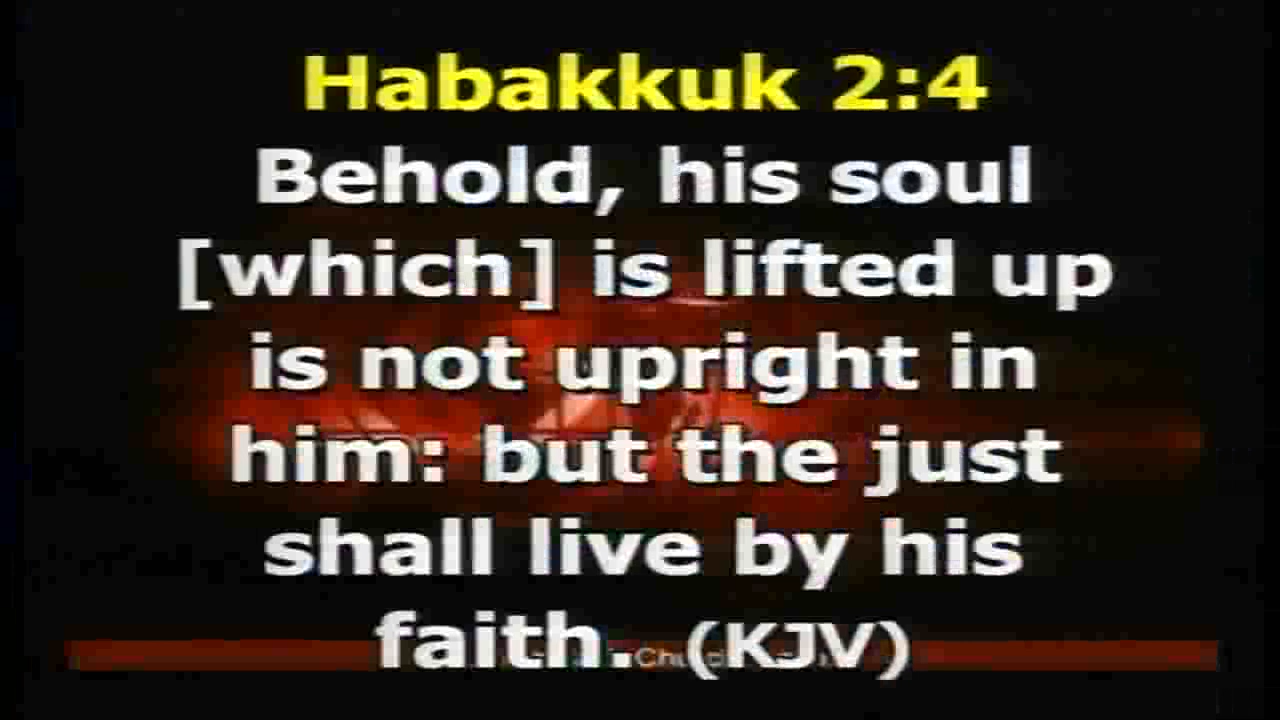 Habakkuk 2:4
Behold, his soul
[which] is lifted up
is not upright in
him: but the just
shall live by his
faith. (KJV)